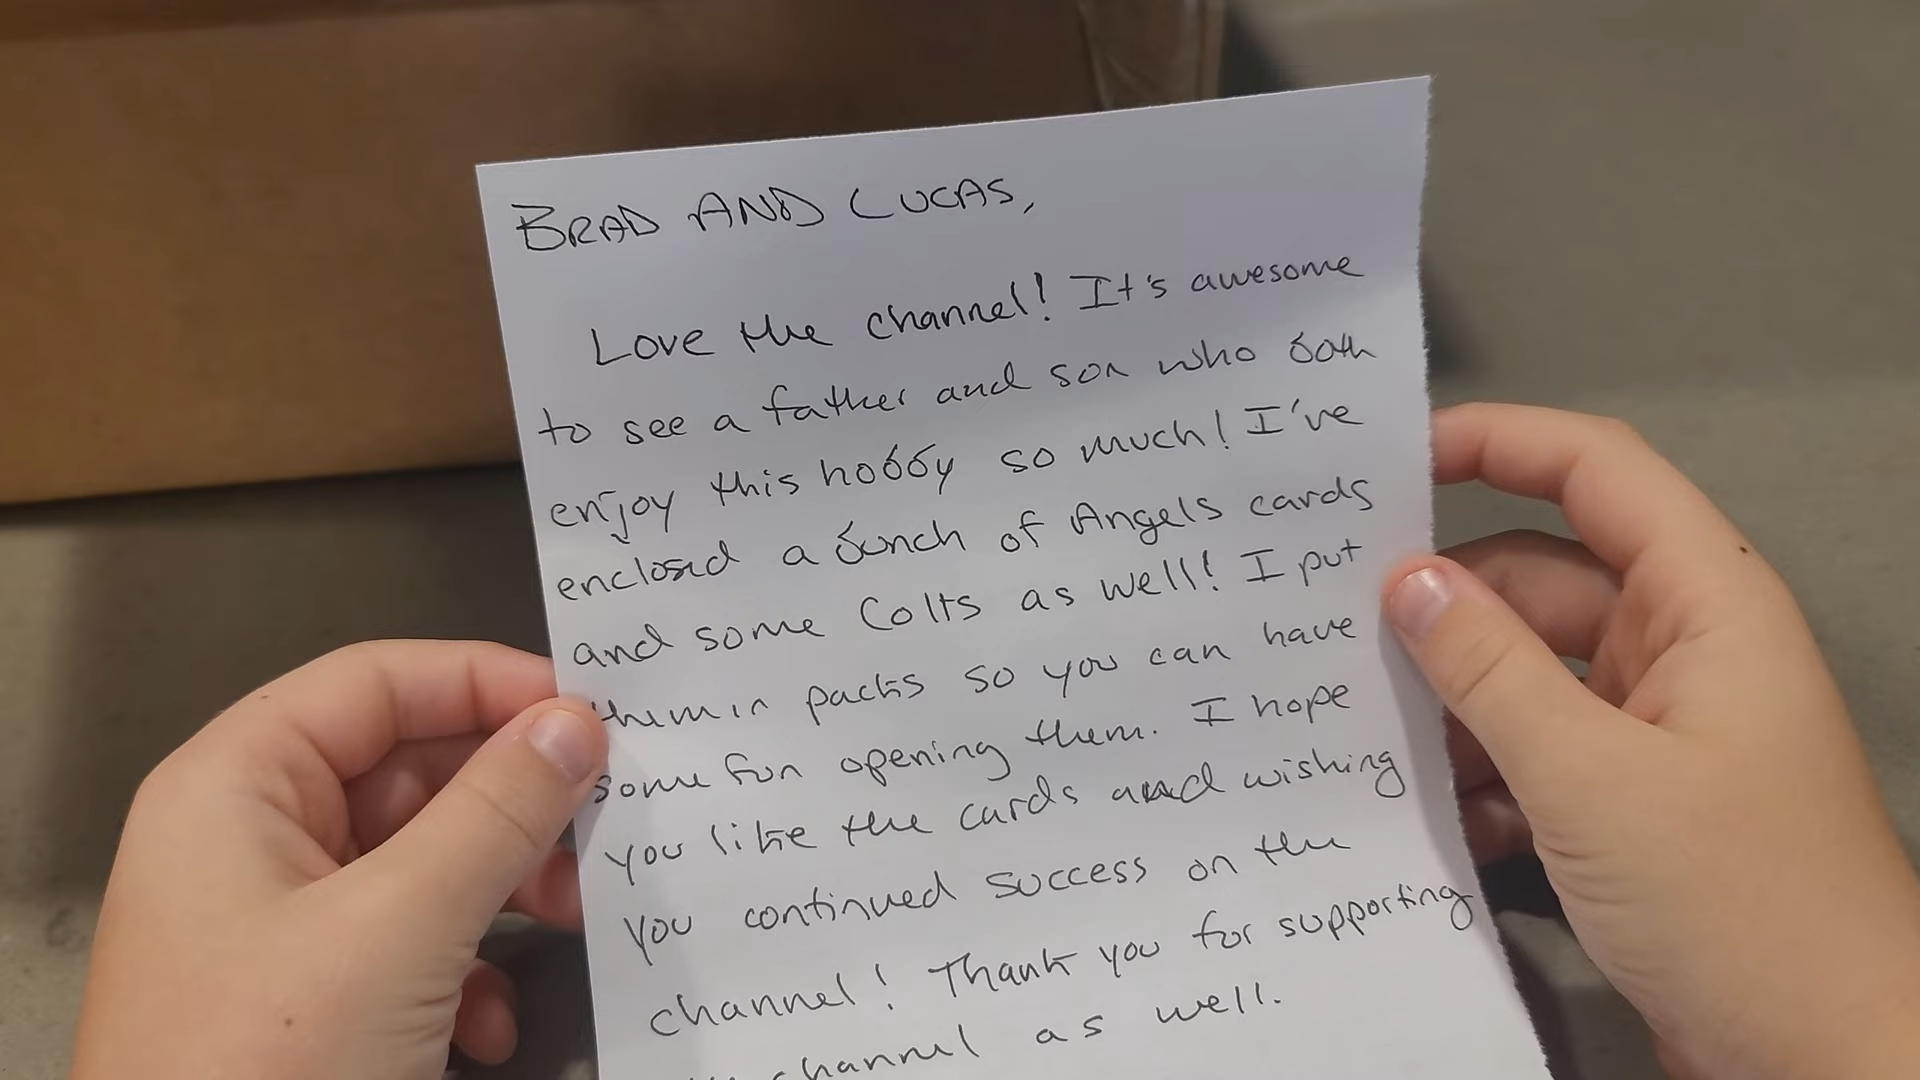 BRAD AND LUCAS,
Love the channel! It's awesome
to see a father and son who both
enjoy this hobby so much! I've
enclosed a bunch of Angels cards
and some Colts as well! I put
them in packs so you can have
some fun opening them. I hope
you like the cards and wishing
you continued success on the
channel! Thank you for supporting
channel as well.